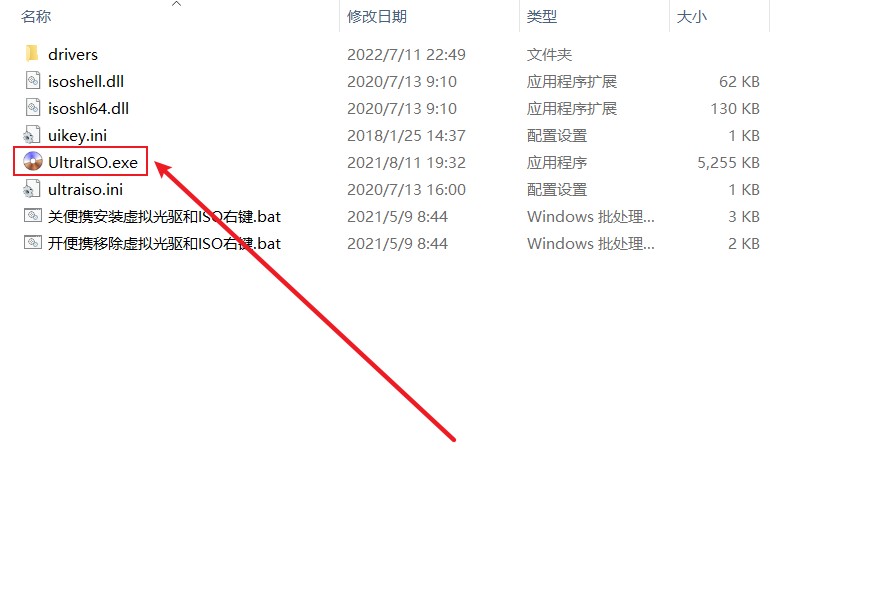 名称 修改日期 类型 大小
drivers 2022/7/11 22:49 文件夹
isoshell.dll 2020/7/13 9:10 应用程序扩展 62 KB
isoshl64.dll 2020/7/13 9:10 应用程序扩展 130 KB
uikey.ini 2018/1/25 14:37 配置设置 1 KB
UltraISO.exe 2021/8/11 19:32 应用程序 5,255 KB
ultraiso.ini 2020/7/13 16:00 配置设置 1 KB
关便携安装虚拟光驱和ISO右键.bat 2021/5/9 8:44 Windows 批处理... 3 KB
开便携移除虚拟光驱和ISO右键.bat 2021/5/9 8:44 Windows 批处理... 2 KB